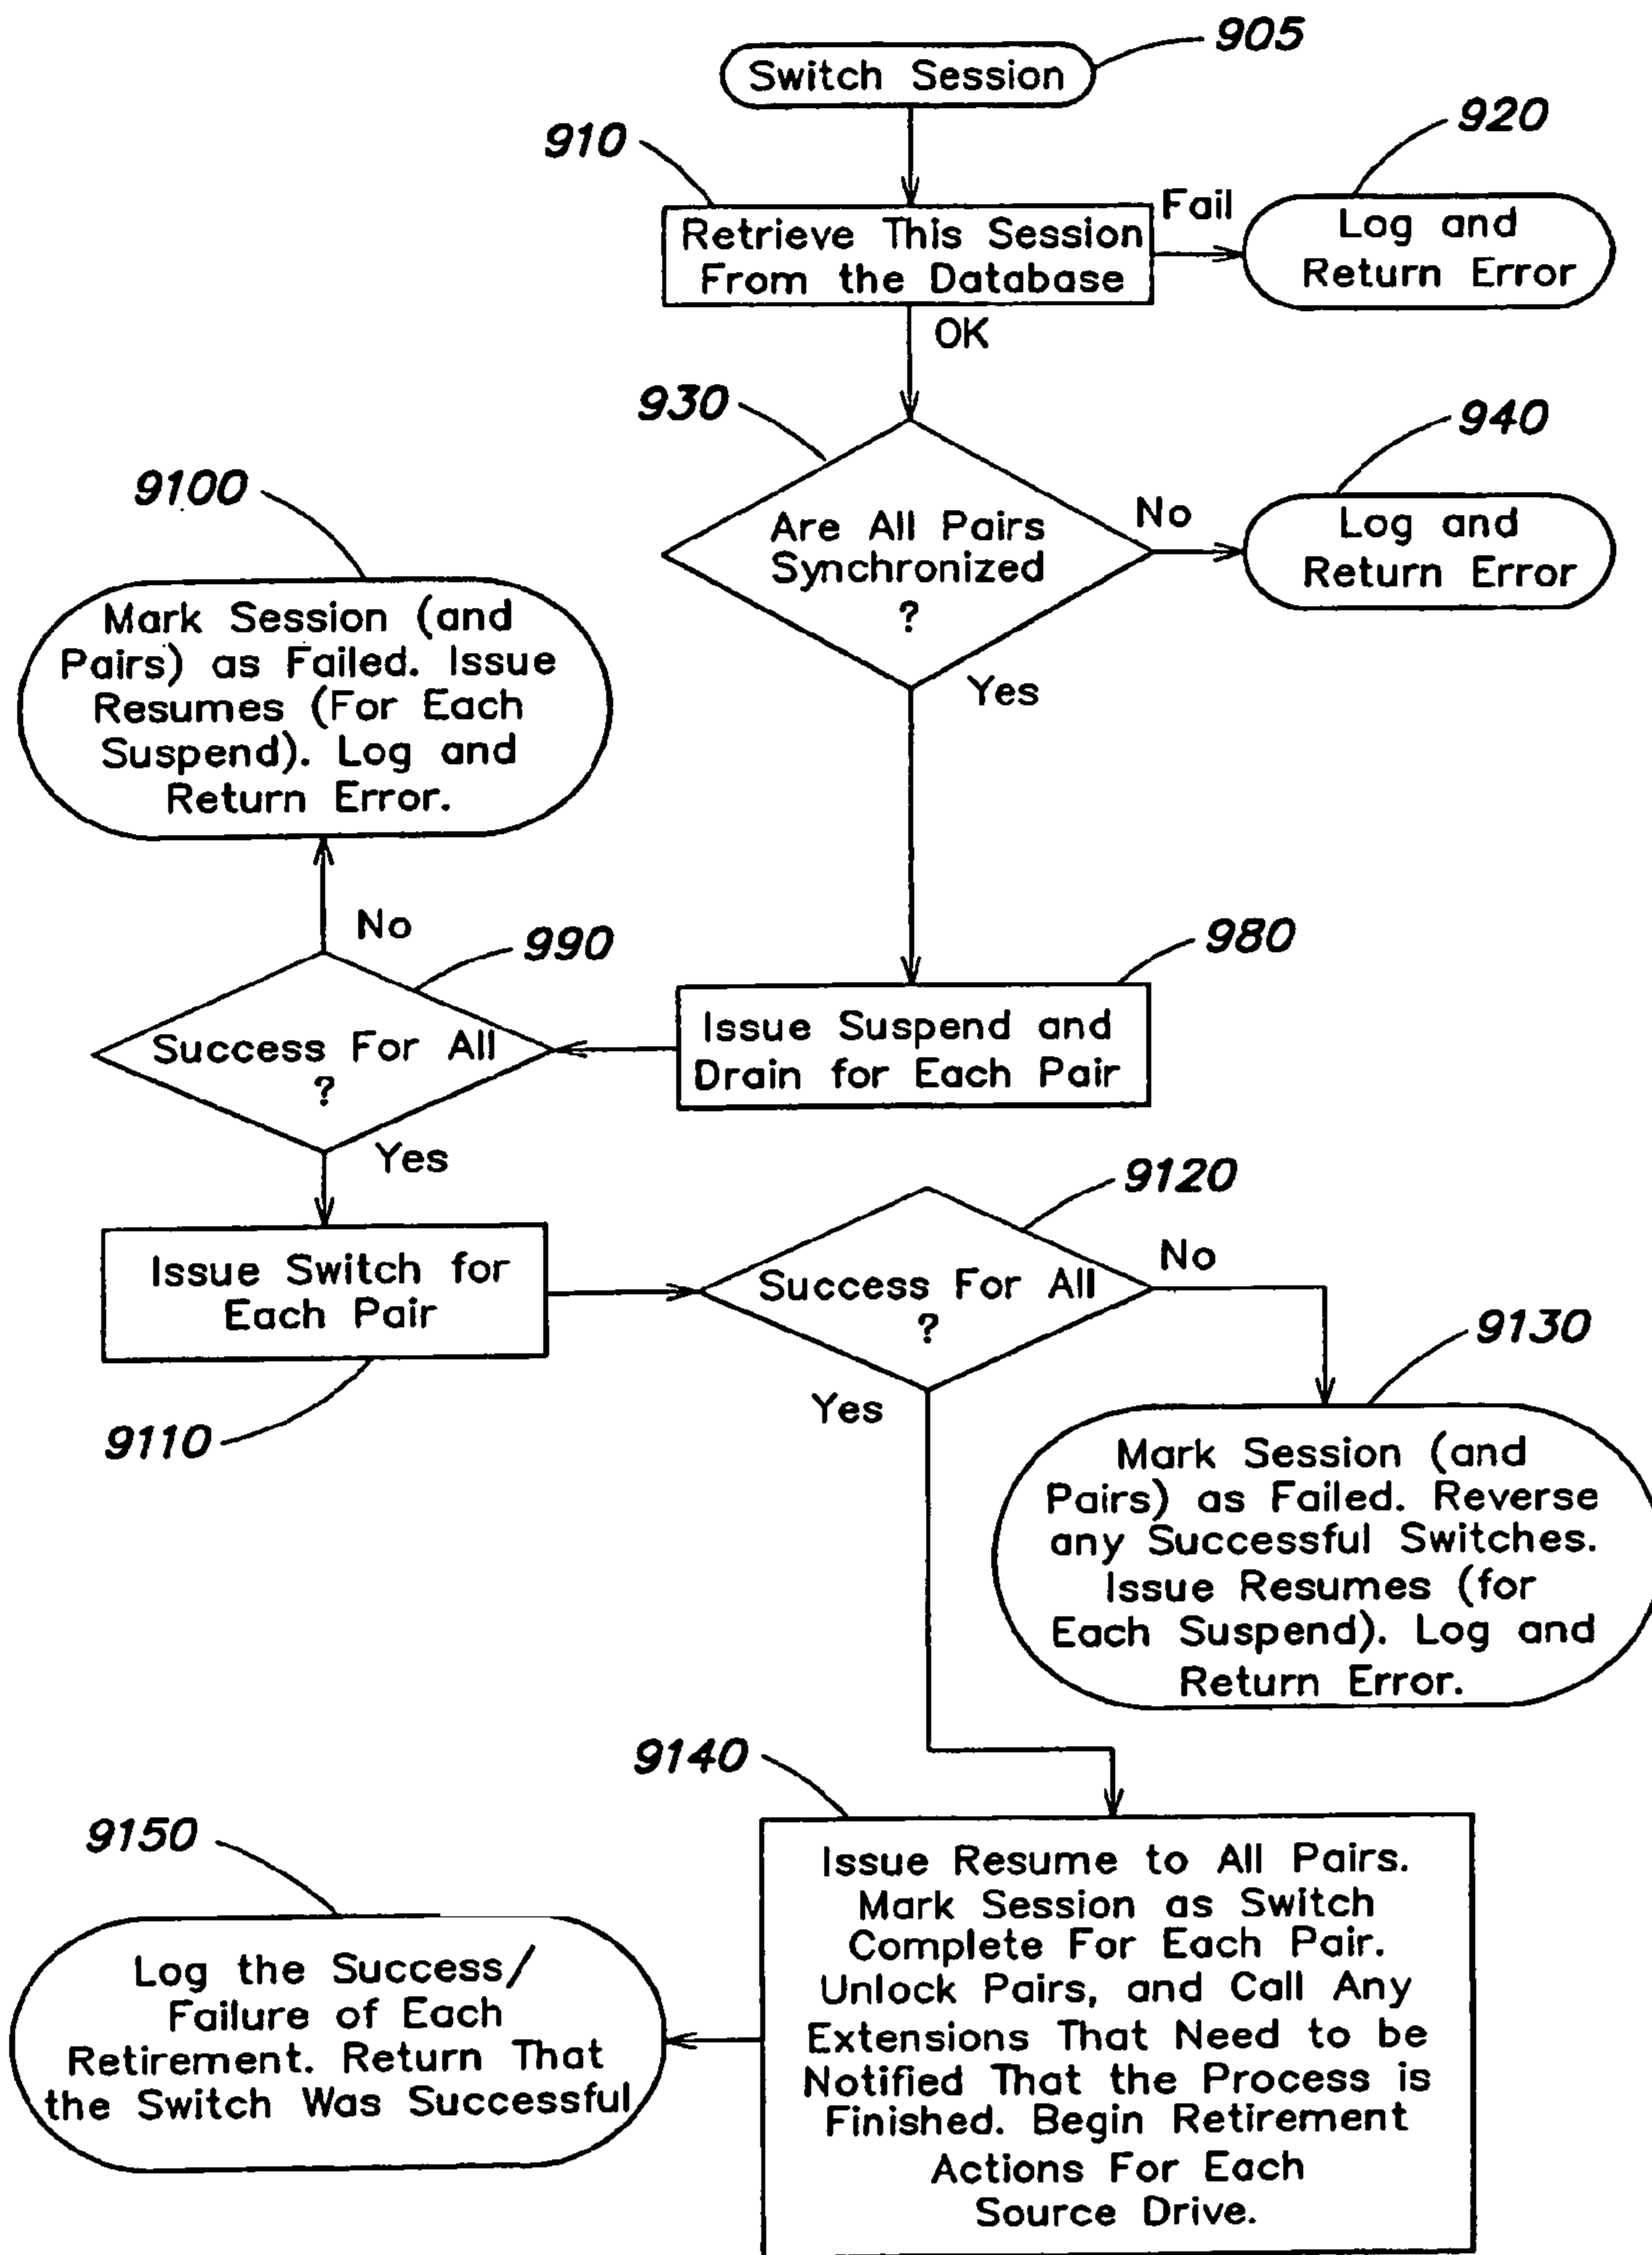 905
Switch Session
910
920
Retrieve This Session
From the Database
Fail
Log and
Return Error
OK
930
940
Are All Pairs
Synchronized
?
No
Log and
Return Error
Yes
9100
Mark Session (and
Pairs) as Failed. Issue
Resumes (For Each
Suspend). Log and
Return Error.
No
990
980
Success For All
?
Issue Suspend and
Drain for Each Pair
Yes
9120
Issue Switch for
Each Pair
9110
Success For All
?
No
9130
Yes
Mark Session (and
Pairs) as Failed. Reverse
any Successful Switches.
Issue Resumes (for
Each Suspend). Log and
Return Error.
9140
Issue Resume to All Pairs.
Mark Session as Switch
Complete For Each Pair.
Unlock Pairs, and Call Any
Extensions That Need to be
Notified That the Process is
Finished. Begin Retirement
Actions For Each
Source Drive.
9150
Log the Success/
Failure of Each
Retirement. Return That
the Switch Was Successful